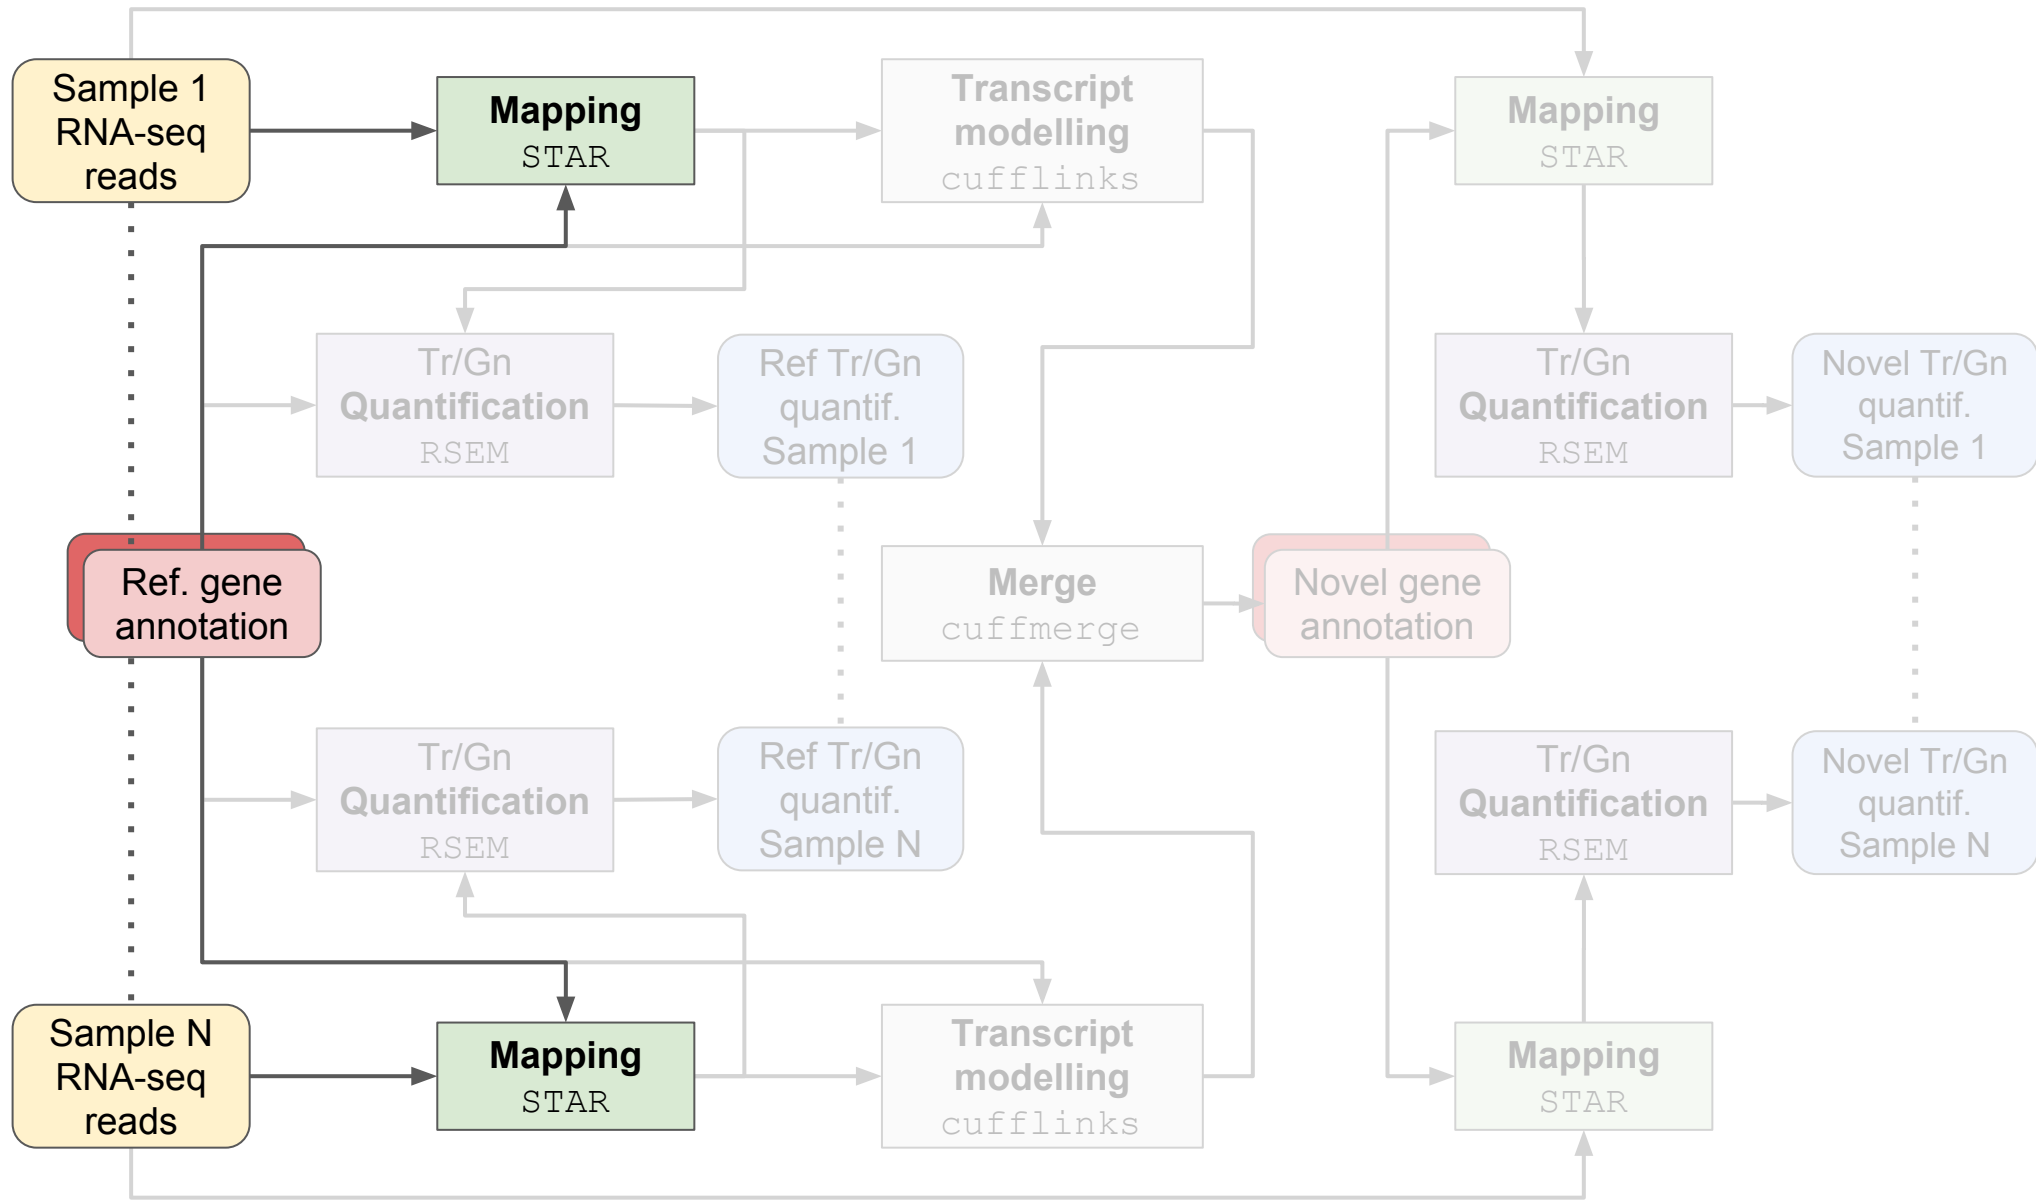 Sample 1
RNA-seq
reads
Mapping
STAR
Transcript
modelling
cufflinks
Mapping
STAR
Tr/Gn
Quantification
RSEM
Ref Tr/Gn
quantif.
Sample 1
Tr/Gn
Quantification
RSEM
Novel Tr/Gn
quantif.
Sample 1
Ref. gene
annotation
Merge
cuffmerge
Novel gene
annotation
Tr/Gn
Quantification
RSEM
Ref Tr/Gn
quantif.
Sample N
Tr/Gn
Quantification
RSEM
Novel Tr/Gn
quantif.
Sample N
Sample N
RNA-seq
reads
Mapping
STAR
Transcript
modelling
cufflinks
Mapping
STAR